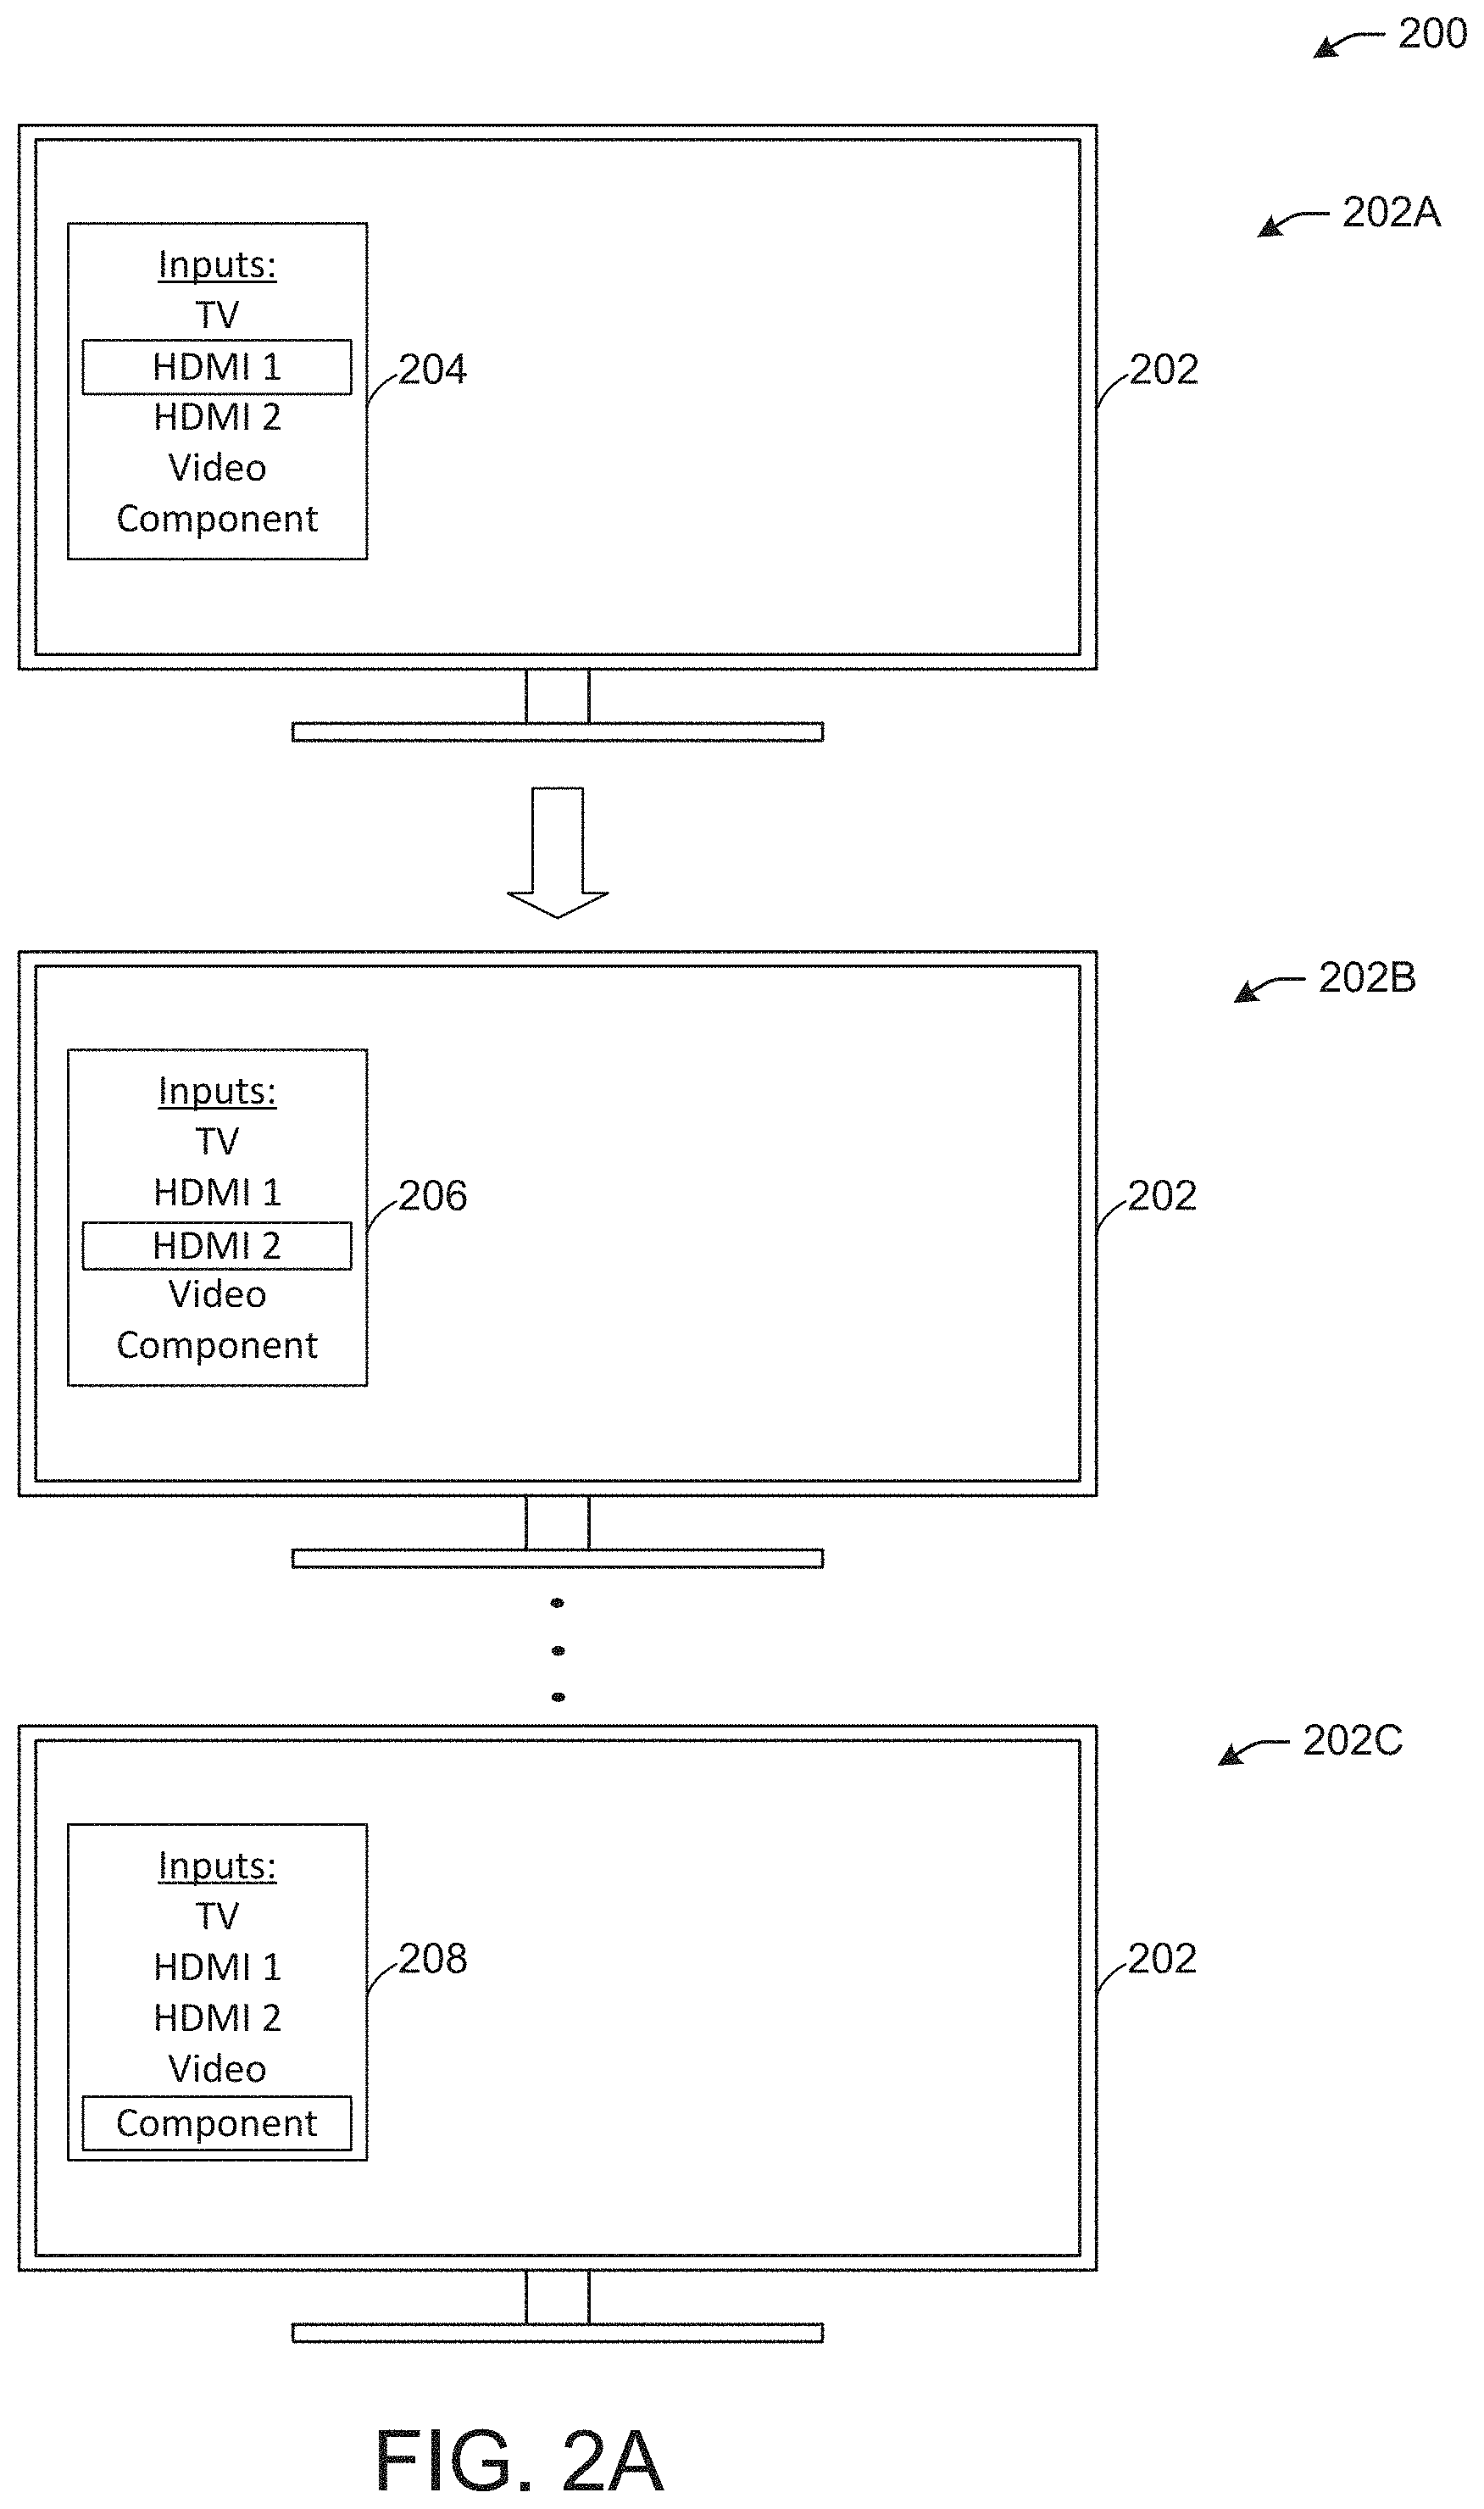 200
202A
Inputs:
TV
HDMI 1
204
202
HDMI 2
Video
Component
202B
Inputs:
TV
HDMI 1
206
202
HDMI 2
Video
Component
202C
Inputs:
TV
HDMI 1
208
202
HDMI 2
Video
Component
FIG. 2A